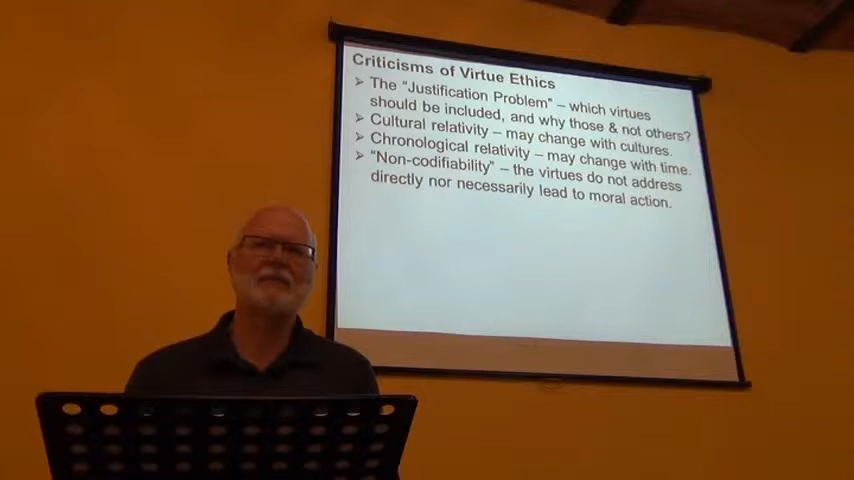 Criticisms of Virtue Ethics
➢ The "Justification Problem" – which virtues
should be included, and why those & not others?
➢ Cultural relativity – may change with cultures.
➢ Chronological relativity – may change with time.
➢ "Non-codifiability" – the virtues do not address
directly nor necessarily lead to moral action.